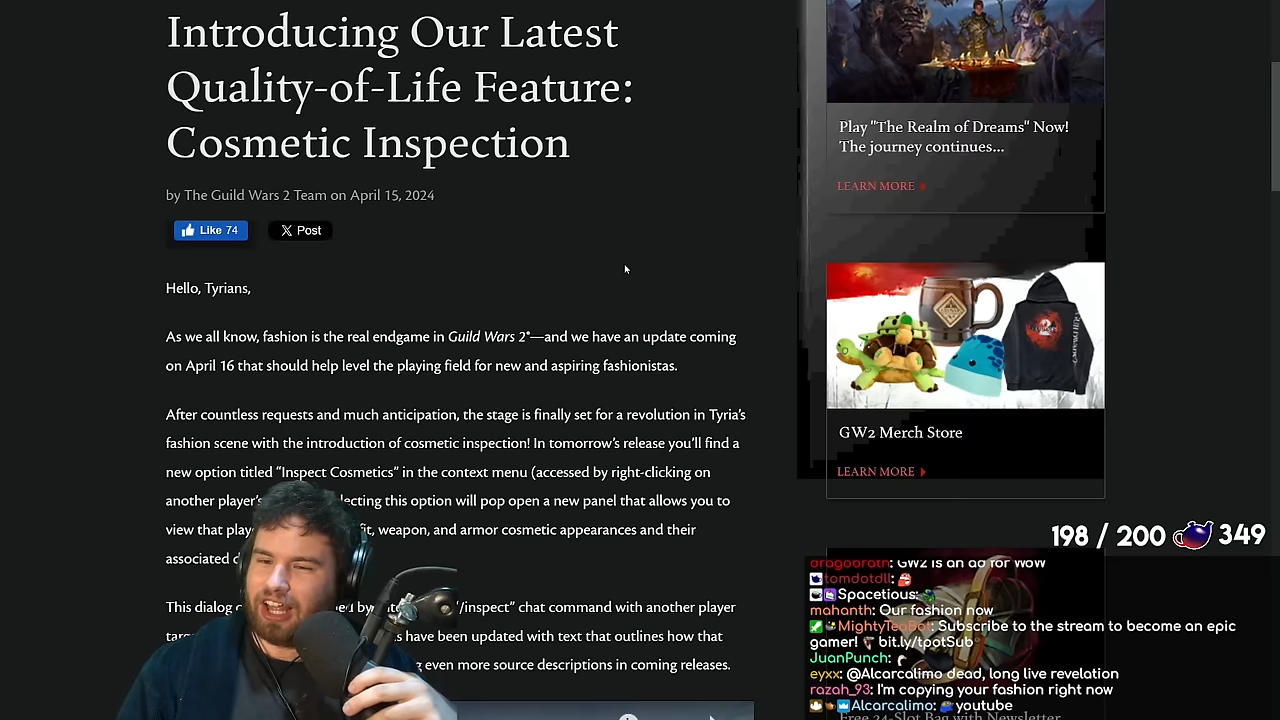 Introducing Our Latest
Quality-of-Life Feature:
Cosmetic Inspection
by The Guild Wars 2 Team on April 15, 2024
Like 74
X Post
Hello, Tyrians,
As we all know, fashion is the real endgame in Guild Wars 2®—and we have an update coming
on April 16 that should help level the playing field for new and aspiring fashionistas.
After countless requests and much anticipation, the stage is finally set for a revolution in Tyria's
fashion scene with the introduction of cosmetic inspection! In tomorrow's release you'll find a
new option titled “Inspect Cosmetics” in the context menu (accessed by right-clicking on
another player's lecting this option will pop open a new panel that allows you to
view that play fit, weapon, and armor cosmetic appearances and their
associated d
This dialog "/inspect" chat command with another player
s have been updated with text that outlines how that
g even more source descriptions in coming releases.
Play "The Realm of Dreams" Now!
The journey continues...
LEARN MORE
GW2 Merch Store
LEARN MORE
198 / 200 349
dragobrath: GW2 is an ad for WoW
tomdotdll:
Spacetious:
mahanth: Our fashion now
MightyTeaBot: Subscribe to the stream to become an epic
gamer! bit.ly/tpotSub
JuanPunch:
eyxx: @Alcarcalimo dead, long live revelation
razah_93: I'm copying your fashion right now
Alcarcalimo: youtube
Free 24-Slot Bag with Newsletter